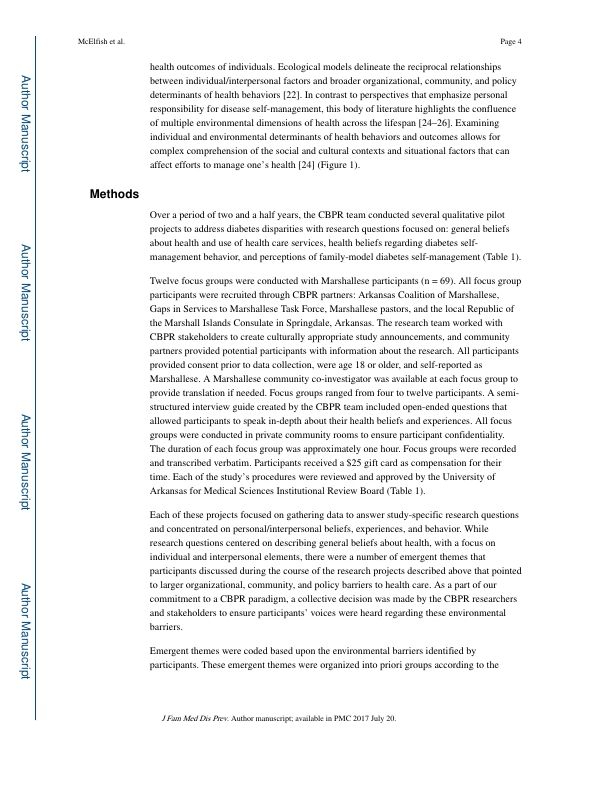 McElfish et al.
Page 4
health outcomes of individuals. Ecological models delineate the reciprocal relationships
between individual/interpersonal factors and broader organizational, community, and policy
determinants of health behaviors [22]. In contrast to perspectives that emphasize personal
responsibility for disease self-management, this body of literature highlights the confluence
of multiple environmental dimensions of health across the lifespan [24–26]. Examining
individual and environmental determinants of health behaviors and outcomes allows for
complex comprehension of the social and cultural contexts and situational factors that can
affect efforts to manage one's health [24] (Figure 1).
Methods
Over a period of two and a half years, the CBPR team conducted several qualitative pilot
projects to address diabetes disparities with research questions focused on: general beliefs
about health and use of health care services, health beliefs regarding diabetes self-
management behavior, and perceptions of family-model diabetes self-management (Table 1).
Twelve focus groups were conducted with Marshallese participants (n = 69). All focus group
participants were recruited through CBPR partners: Arkansas Coalition of Marshallese,
Gaps in Services to Marshallese Task Force, Marshallese pastors, and the local Republic of
the Marshall Islands Consulate in Springdale, Arkansas. The research team worked with
CBPR stakeholders to create culturally appropriate study announcements, and community
partners provided potential participants with information about the research. All participants
provided consent prior to data collection, were age 18 or older, and self-reported as
Marshallese. A Marshallese community co-investigator was available at each focus group to
provide translation if needed. Focus groups ranged from four to twelve participants. A semi-
structured interview guide created by the CBPR team included open-ended questions that
allowed participants to speak in-depth about their health beliefs and experiences. All focus
groups were conducted in private community rooms to ensure participant confidentiality.
The duration of each focus group was approximately one hour. Focus groups were recorded
and transcribed verbatim. Participants received a $25 gift card as compensation for their
time. Each of the study's procedures were reviewed and approved by the University of
Arkansas for Medical Sciences Institutional Review Board (Table 1).
Each of these projects focused on gathering data to answer study-specific research questions
and concentrated on personal/interpersonal beliefs, experiences, and behavior. While
research questions centered on describing general beliefs about health, with a focus on
individual and interpersonal elements, there were a number of emergent themes that
participants discussed during the course of the research projects described above that pointed
to larger organizational, community, and policy barriers to health care. As a part of our
commitment to a CBPR paradigm, a collective decision was made by the CBPR researchers
and stakeholders to ensure participants' voices were heard regarding these environmental
barriers.
Emergent themes were coded based upon the environmental barriers identified by
participants. These emergent themes were organized into priori groups according to the
J Fam Med Dis Prev. Author manuscript; available in PMC 2017 July 20.
Author Manuscript
Author Manuscript
Author Manuscript
Author Manuscript